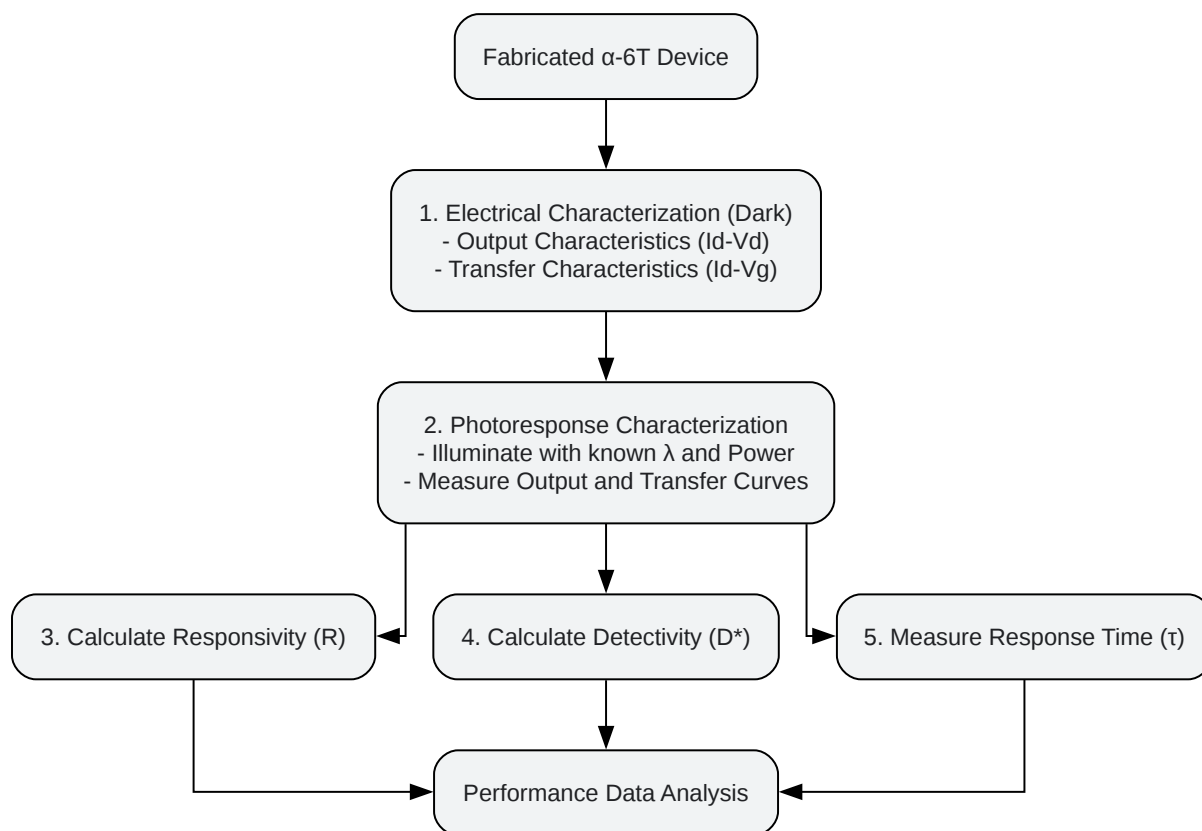 Fabricated α-6T Device
1. Electrical Characterization (Dark)
- Output Characteristics (Id-Vd)
- Transfer Characteristics (Id-Vg)
2. Photoresponse Characterization
- Illuminate with known λ and Power
- Measure Output and Transfer Curves
3. Calculate Responsivity (R)
4. Calculate Detectivity (D*)
5. Measure Response Time (τ)
Performance Data Analysis